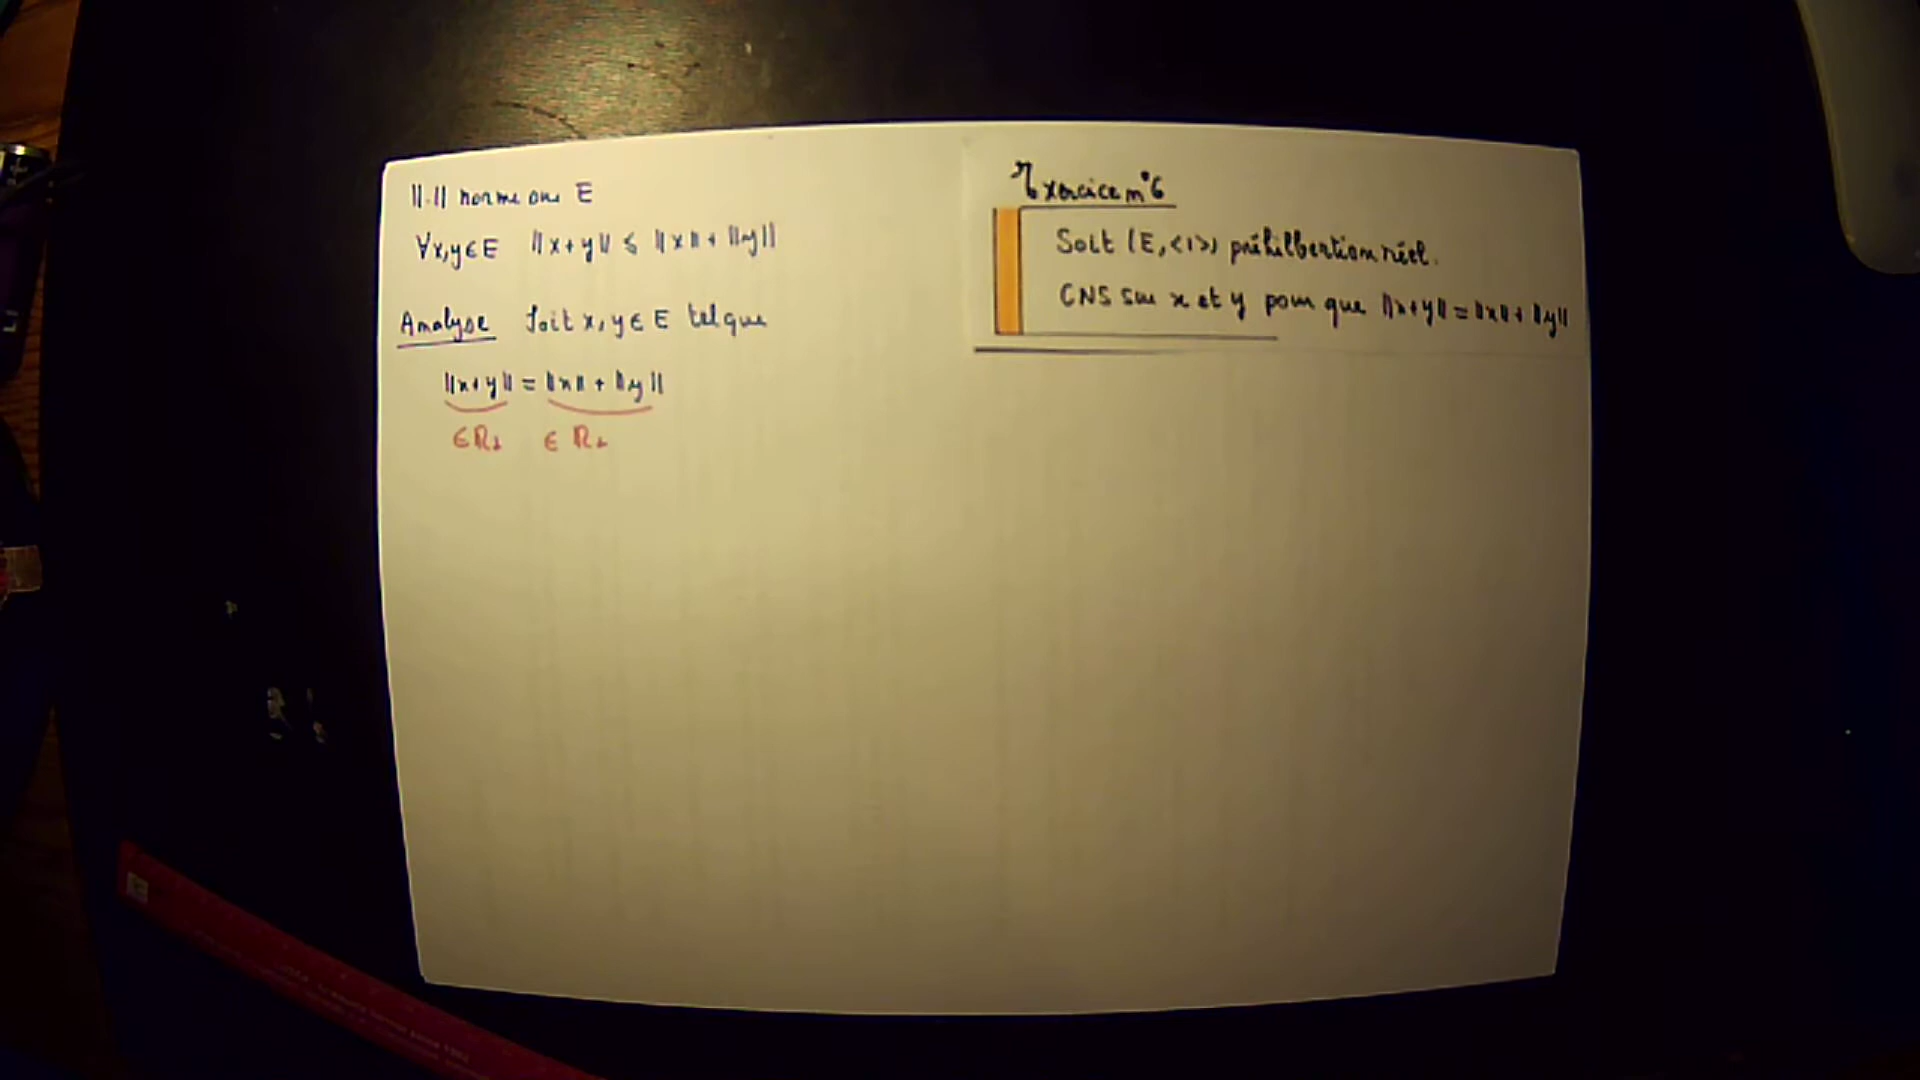 ||.|| norme sur E
∀x,y∈E ||x+y|| ≤ ||x|| + ||y||
Analyse Soit x, y ∈ E tel que
||x+y|| = ||x|| + ||y||
∈ ℝ+ ∈ ℝ+
Exercice n°6
Soit (E,<|>) préhilbertien réel.
CNS sur x et y pour que ||x+y|| = ||x|| + ||y||